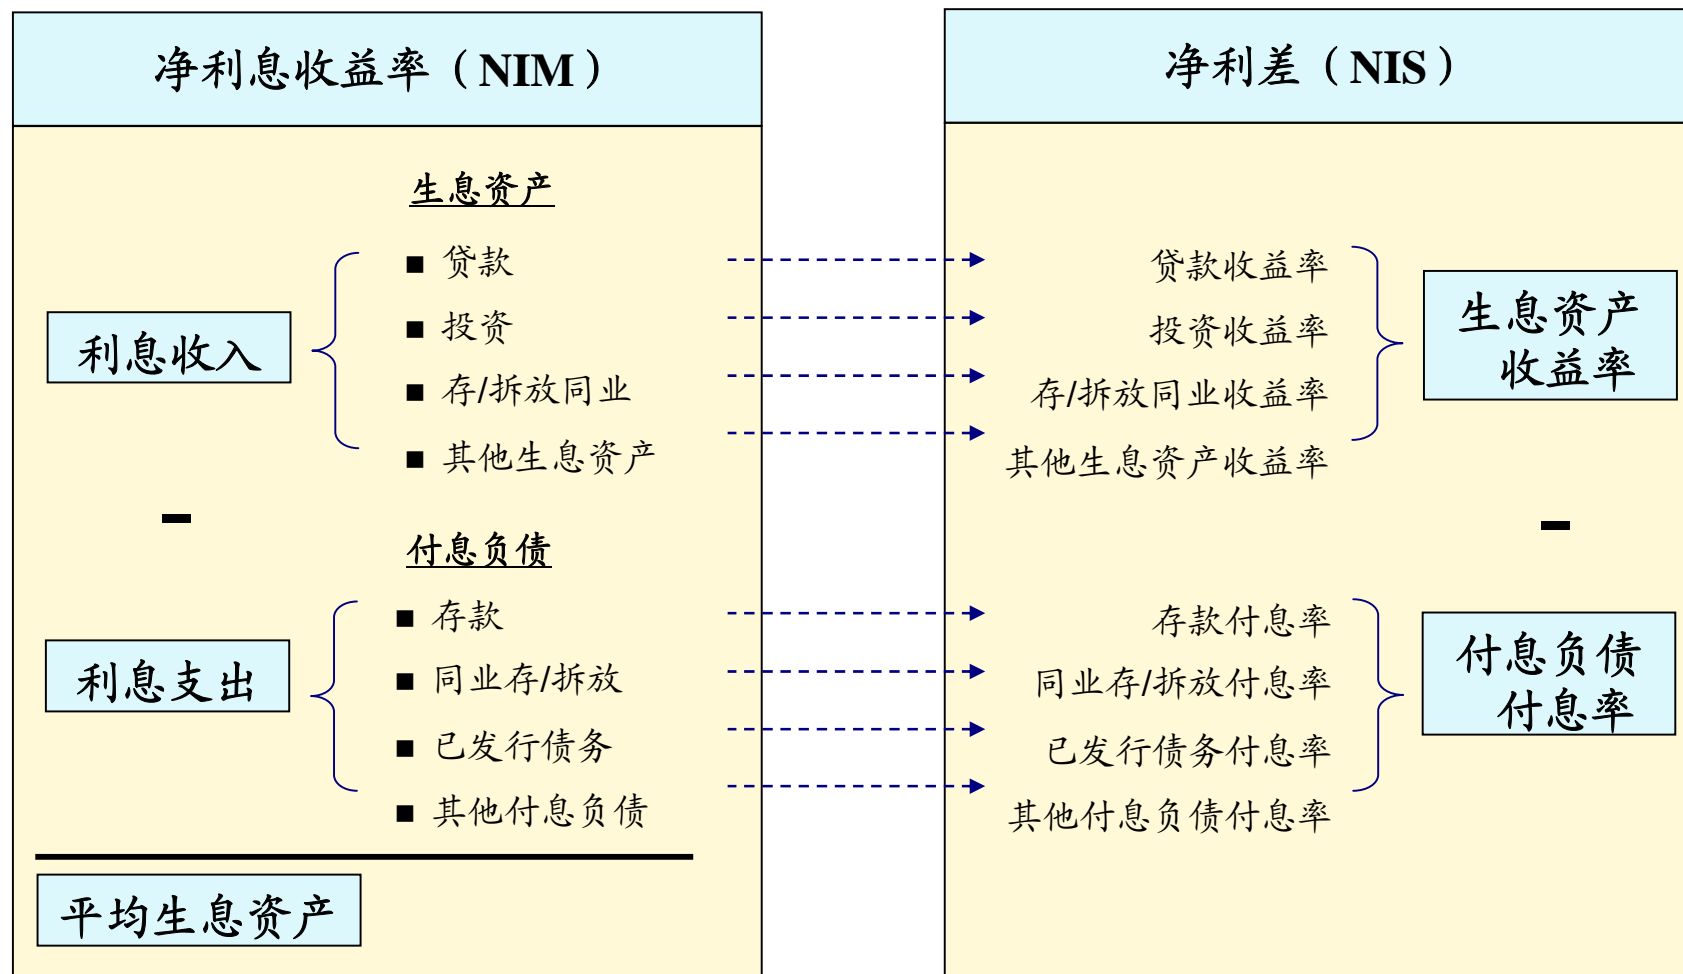 净利息收益率（NIM）
生息资产
利息收入
■ 贷款
■ 投资
■ 存/拆放同业
■ 其他生息资产
-
付息负债
利息支出
■ 存款
■ 同业存/拆放
■ 已发行债务
■ 其他付息负债
平均生息资产
净利差（NIS）
贷款收益率
投资收益率
存/拆放同业收益率
其他生息资产收益率
生息资产
收益率
-
存款付息率
同业存/拆放付息率
已发行债务付息率
其他付息负债付息率
付息负债
付息率